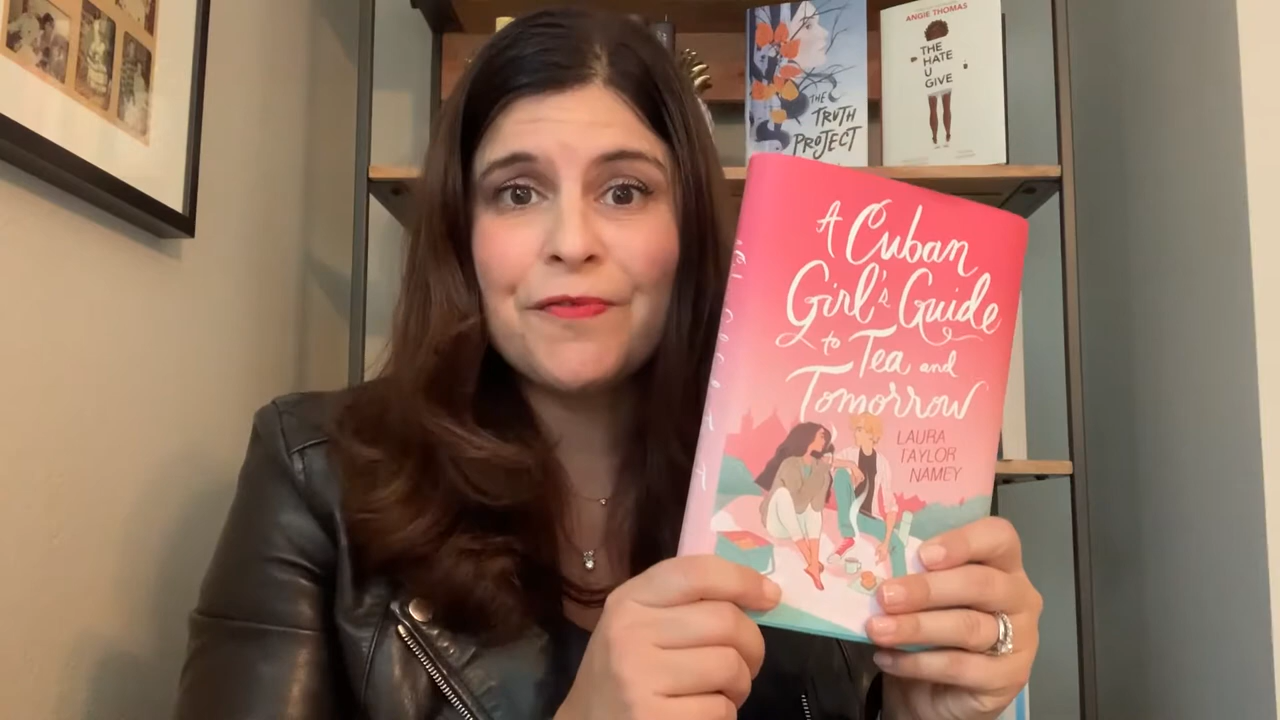 THE
TRUTH
PROJECT
ANGIE THOMAS
THE
HATE
U
GIVE
A Cuban
Girl's Guide
to Tea and
Tomorrow
LAURA
TAYLOR
NAMEY